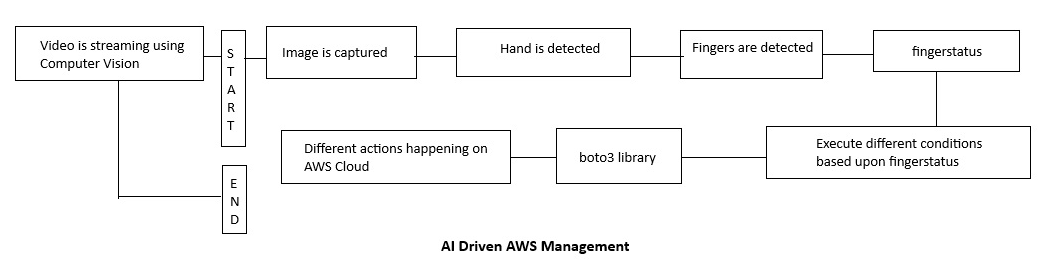 Video is streaming using
Computer Vision
START
Image is captured
Hand is detected
Fingers are detected
fingerstatus
Different actions happening on
AWS Cloud
boto3 library
Execute different conditions
based upon fingerstatus
END
AI Driven AWS Management